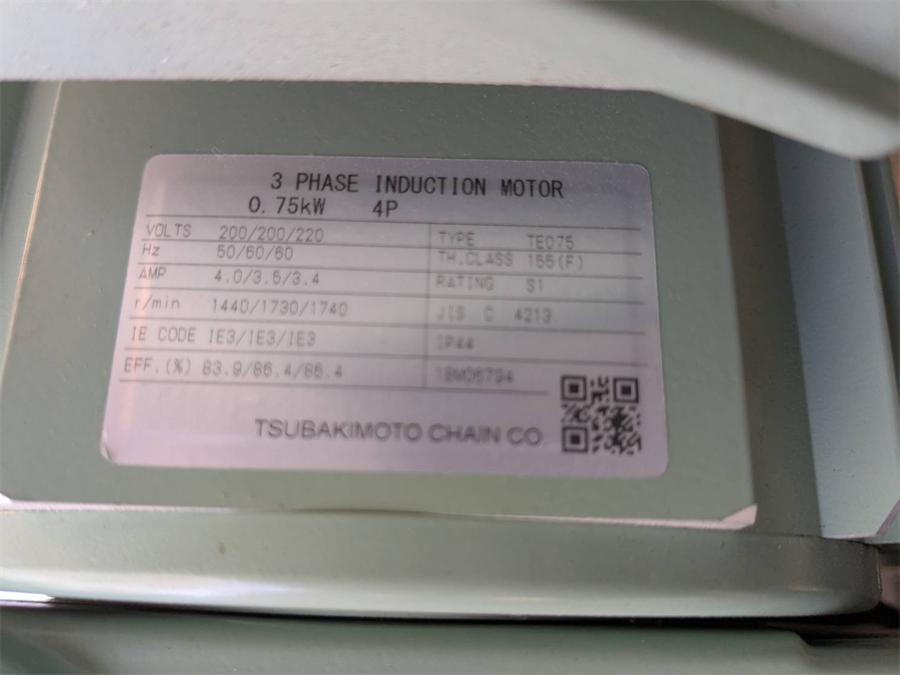 3 PHASE INDUCTION MOTOR
0.75kW 4P
VOLTS 200/200/220 TYPE TE075
Hz 50/60/60 TH.CLASS 155(F)
AMP 4.0/3.5/3.4 RATING S1
r/min 1440/1730/1740 JIS C 4213
IE CODE IE3/IE3/IE3 IP44
EFF.(%) 83.9/86.4/86.4
TSUBAKIMOTO CHAIN CO